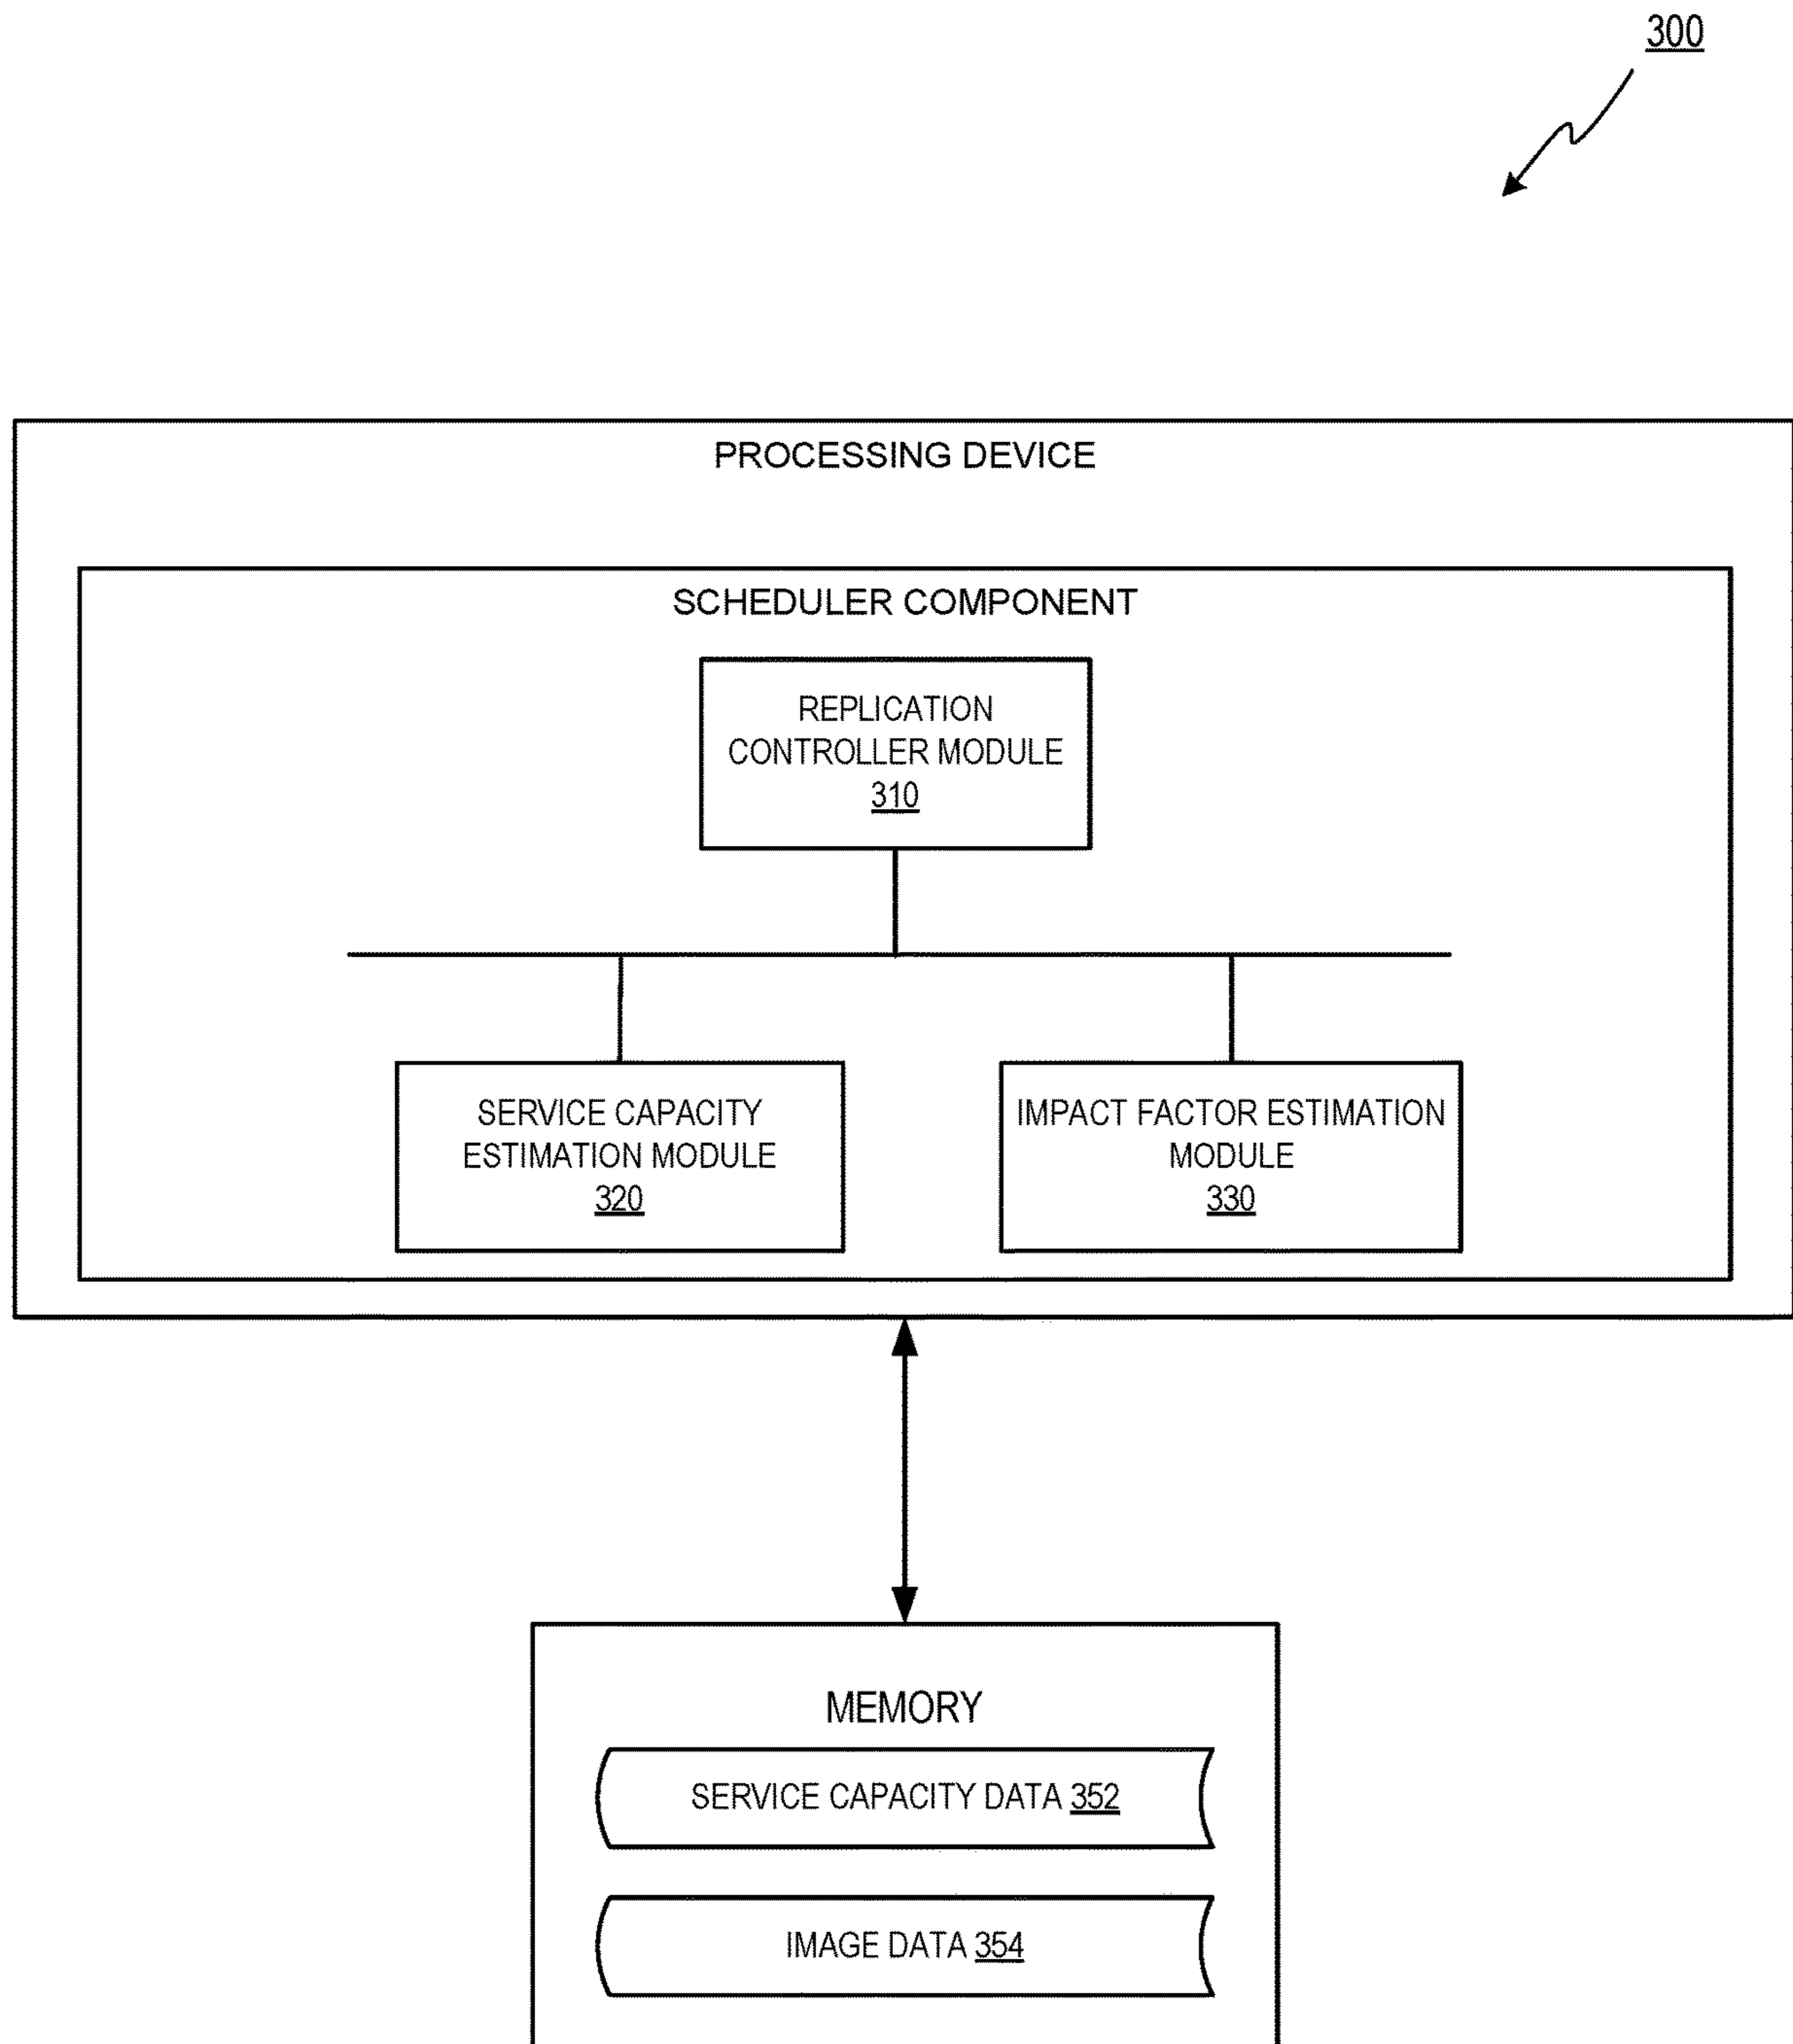 300
PROCESSING DEVICE
SCHEDULER COMPONENT
REPLICATION
CONTROLLER MODULE
310
SERVICE CAPACITY
ESTIMATION MODULE
320
IMPACT FACTOR ESTIMATION
MODULE
330
MEMORY
SERVICE CAPACITY DATA 352
IMAGE DATA 354